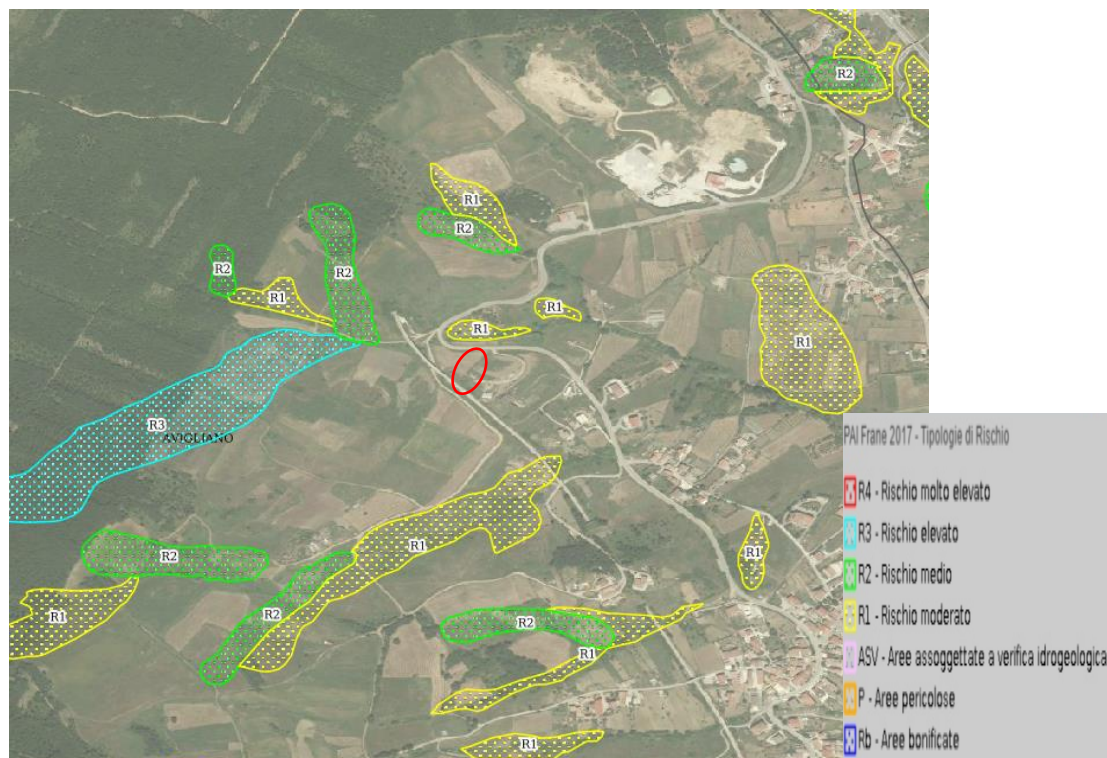 R2
R1
R2
R2
R2
R1
R1
R1
R1
R3
AVIGLIANO
PAI Frane 2017 - Tipologie di Rischio
R4 - Rischio molto elevato
R3 - Rischio elevato
R2 - Rischio medio
R1 - Rischio moderato
ASV - Aree assoggettate a verifica idrogeologica
P - Aree pericolose
Rb - Aree bonificate
R1
R2
R1
R1
R2
R2
R1
R1